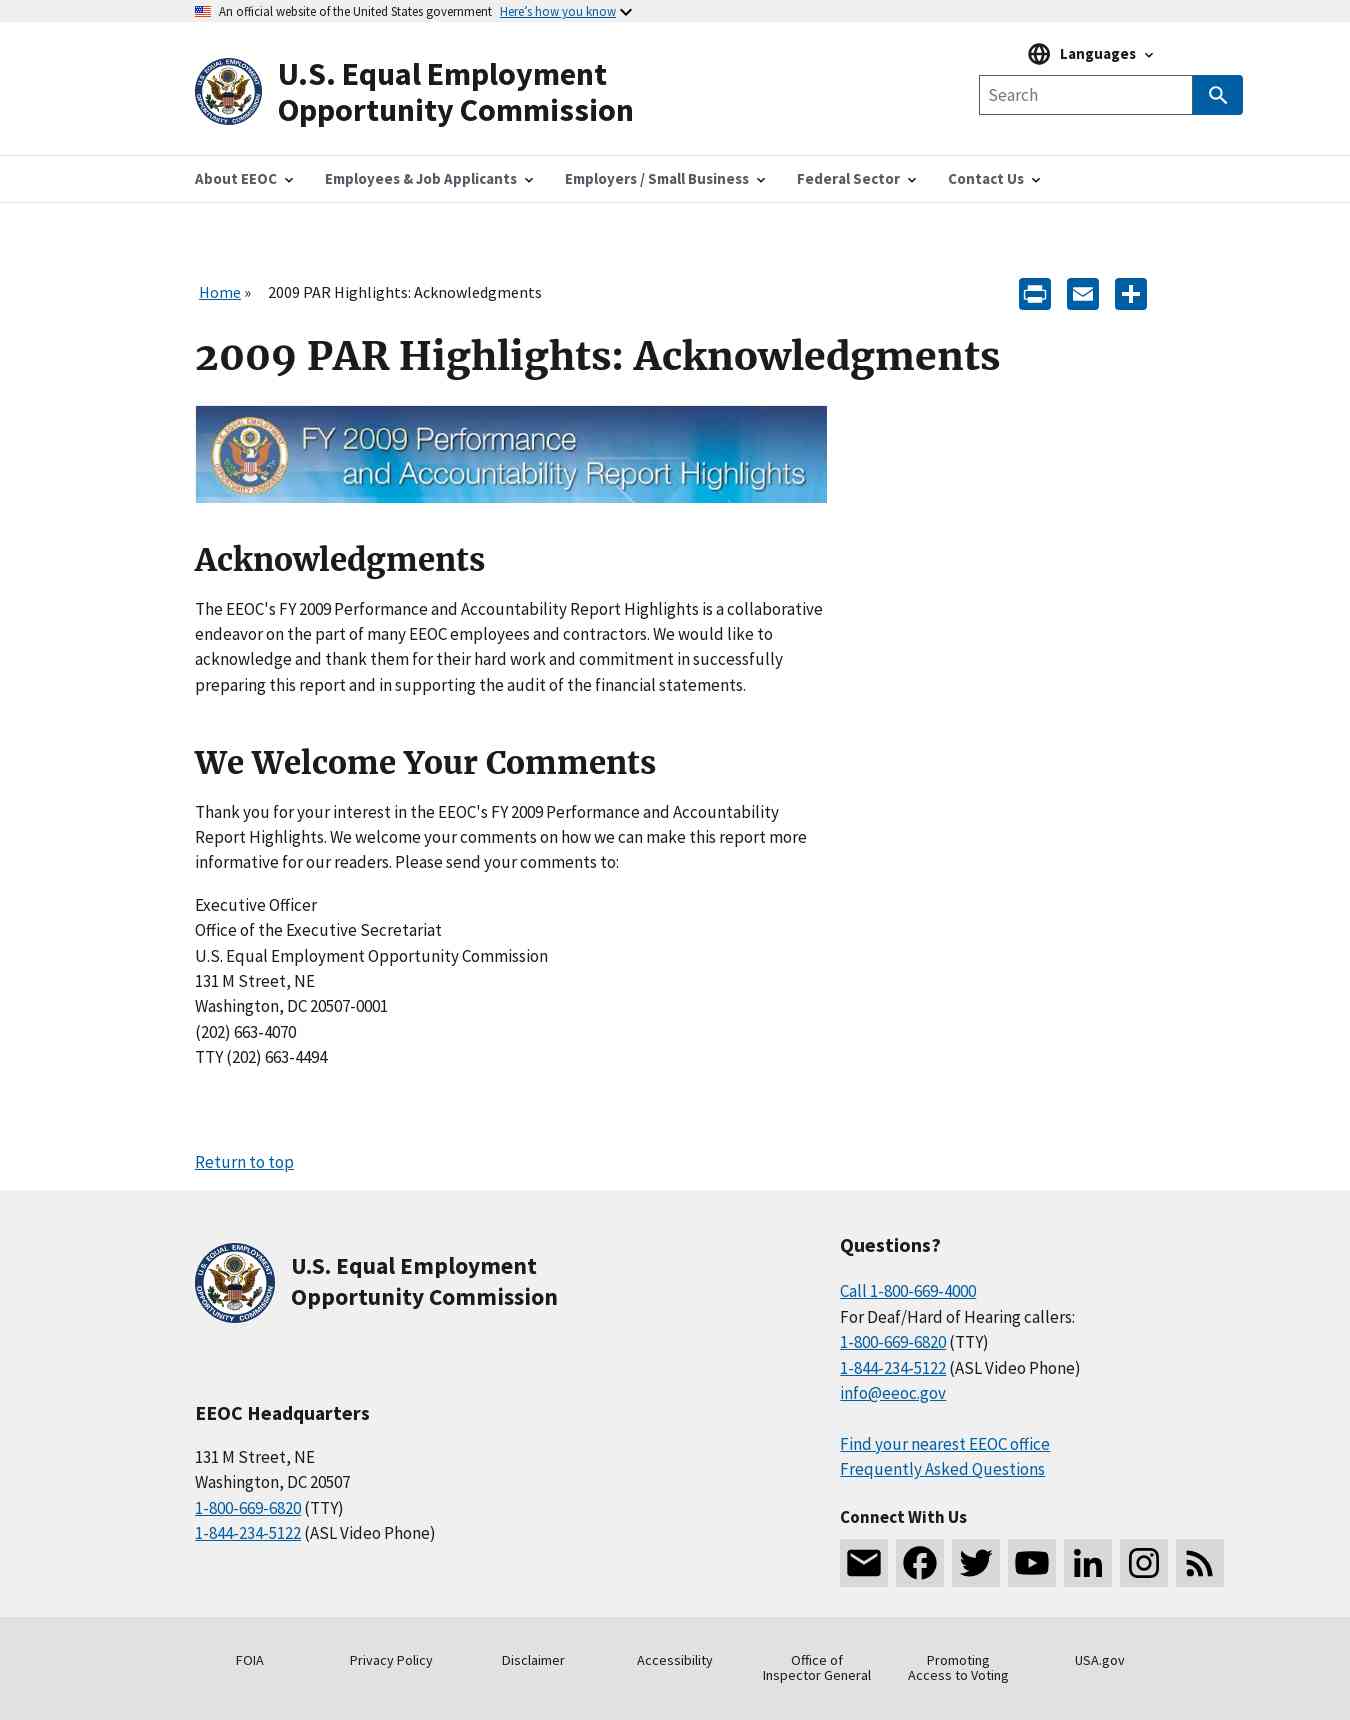 An official website of the United States government Here’s how you know
U.S. Equal Employment
Opportunity Commission
Languages
Search
About EEOC
Employees & Job Applicants
Employers / Small Business
Federal Sector
Contact Us
Home » 2009 PAR Highlights: Acknowledgments
2009 PAR Highlights: Acknowledgments
FY 2009 Performance
and Accountability Report Highlights
Acknowledgments
The EEOC's FY 2009 Performance and Accountability Report Highlights is a collaborative
endeavor on the part of many EEOC employees and contractors. We would like to
acknowledge and thank them for their hard work and commitment in successfully
preparing this report and in supporting the audit of the financial statements.
We Welcome Your Comments
Thank you for your interest in the EEOC's FY 2009 Performance and Accountability
Report Highlights. We welcome your comments on how we can make this report more
informative for our readers. Please send your comments to:
Executive Officer
Office of the Executive Secretariat
U.S. Equal Employment Opportunity Commission
131 M Street, NE
Washington, DC 20507-0001
(202) 663-4070
TTY (202) 663-4494
Return to top
U.S. Equal Employment
Opportunity Commission
EEOC Headquarters
131 M Street, NE
Washington, DC 20507
1-800-669-6820 (TTY)
1-844-234-5122 (ASL Video Phone)
Questions?
Call 1-800-669-4000
For Deaf/Hard of Hearing callers:
1-800-669-6820 (TTY)
1-844-234-5122 (ASL Video Phone)
info@eeoc.gov
Find your nearest EEOC office
Frequently Asked Questions
Connect With Us
FOIA
Privacy Policy
Disclaimer
Accessibility
Office of
Inspector General
Promoting
Access to Voting
USA.gov